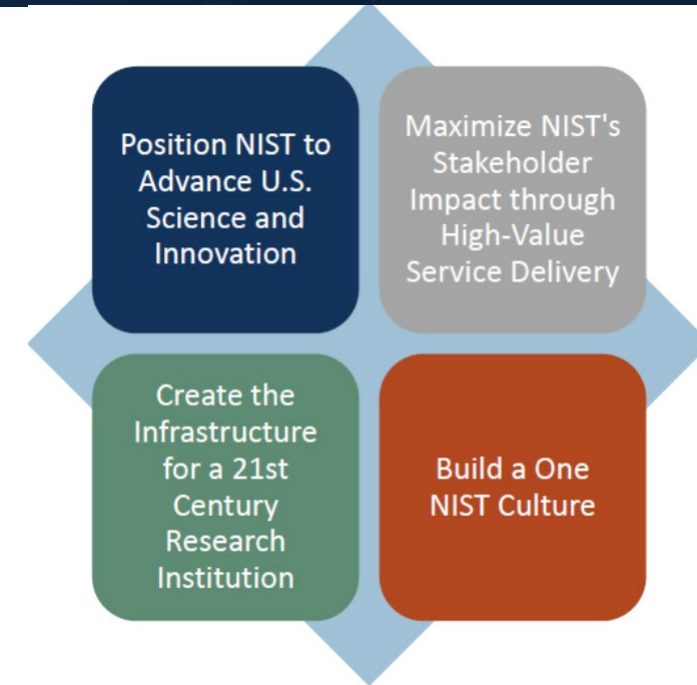 Position NIST to
Advance U.S.
Science and
Innovation
Maximize NIST's
Stakeholder
Impact through
High-Value
Service Delivery
Create the
Infrastructure
for a 21st
Century
Research
Institution
Build a One
NIST Culture